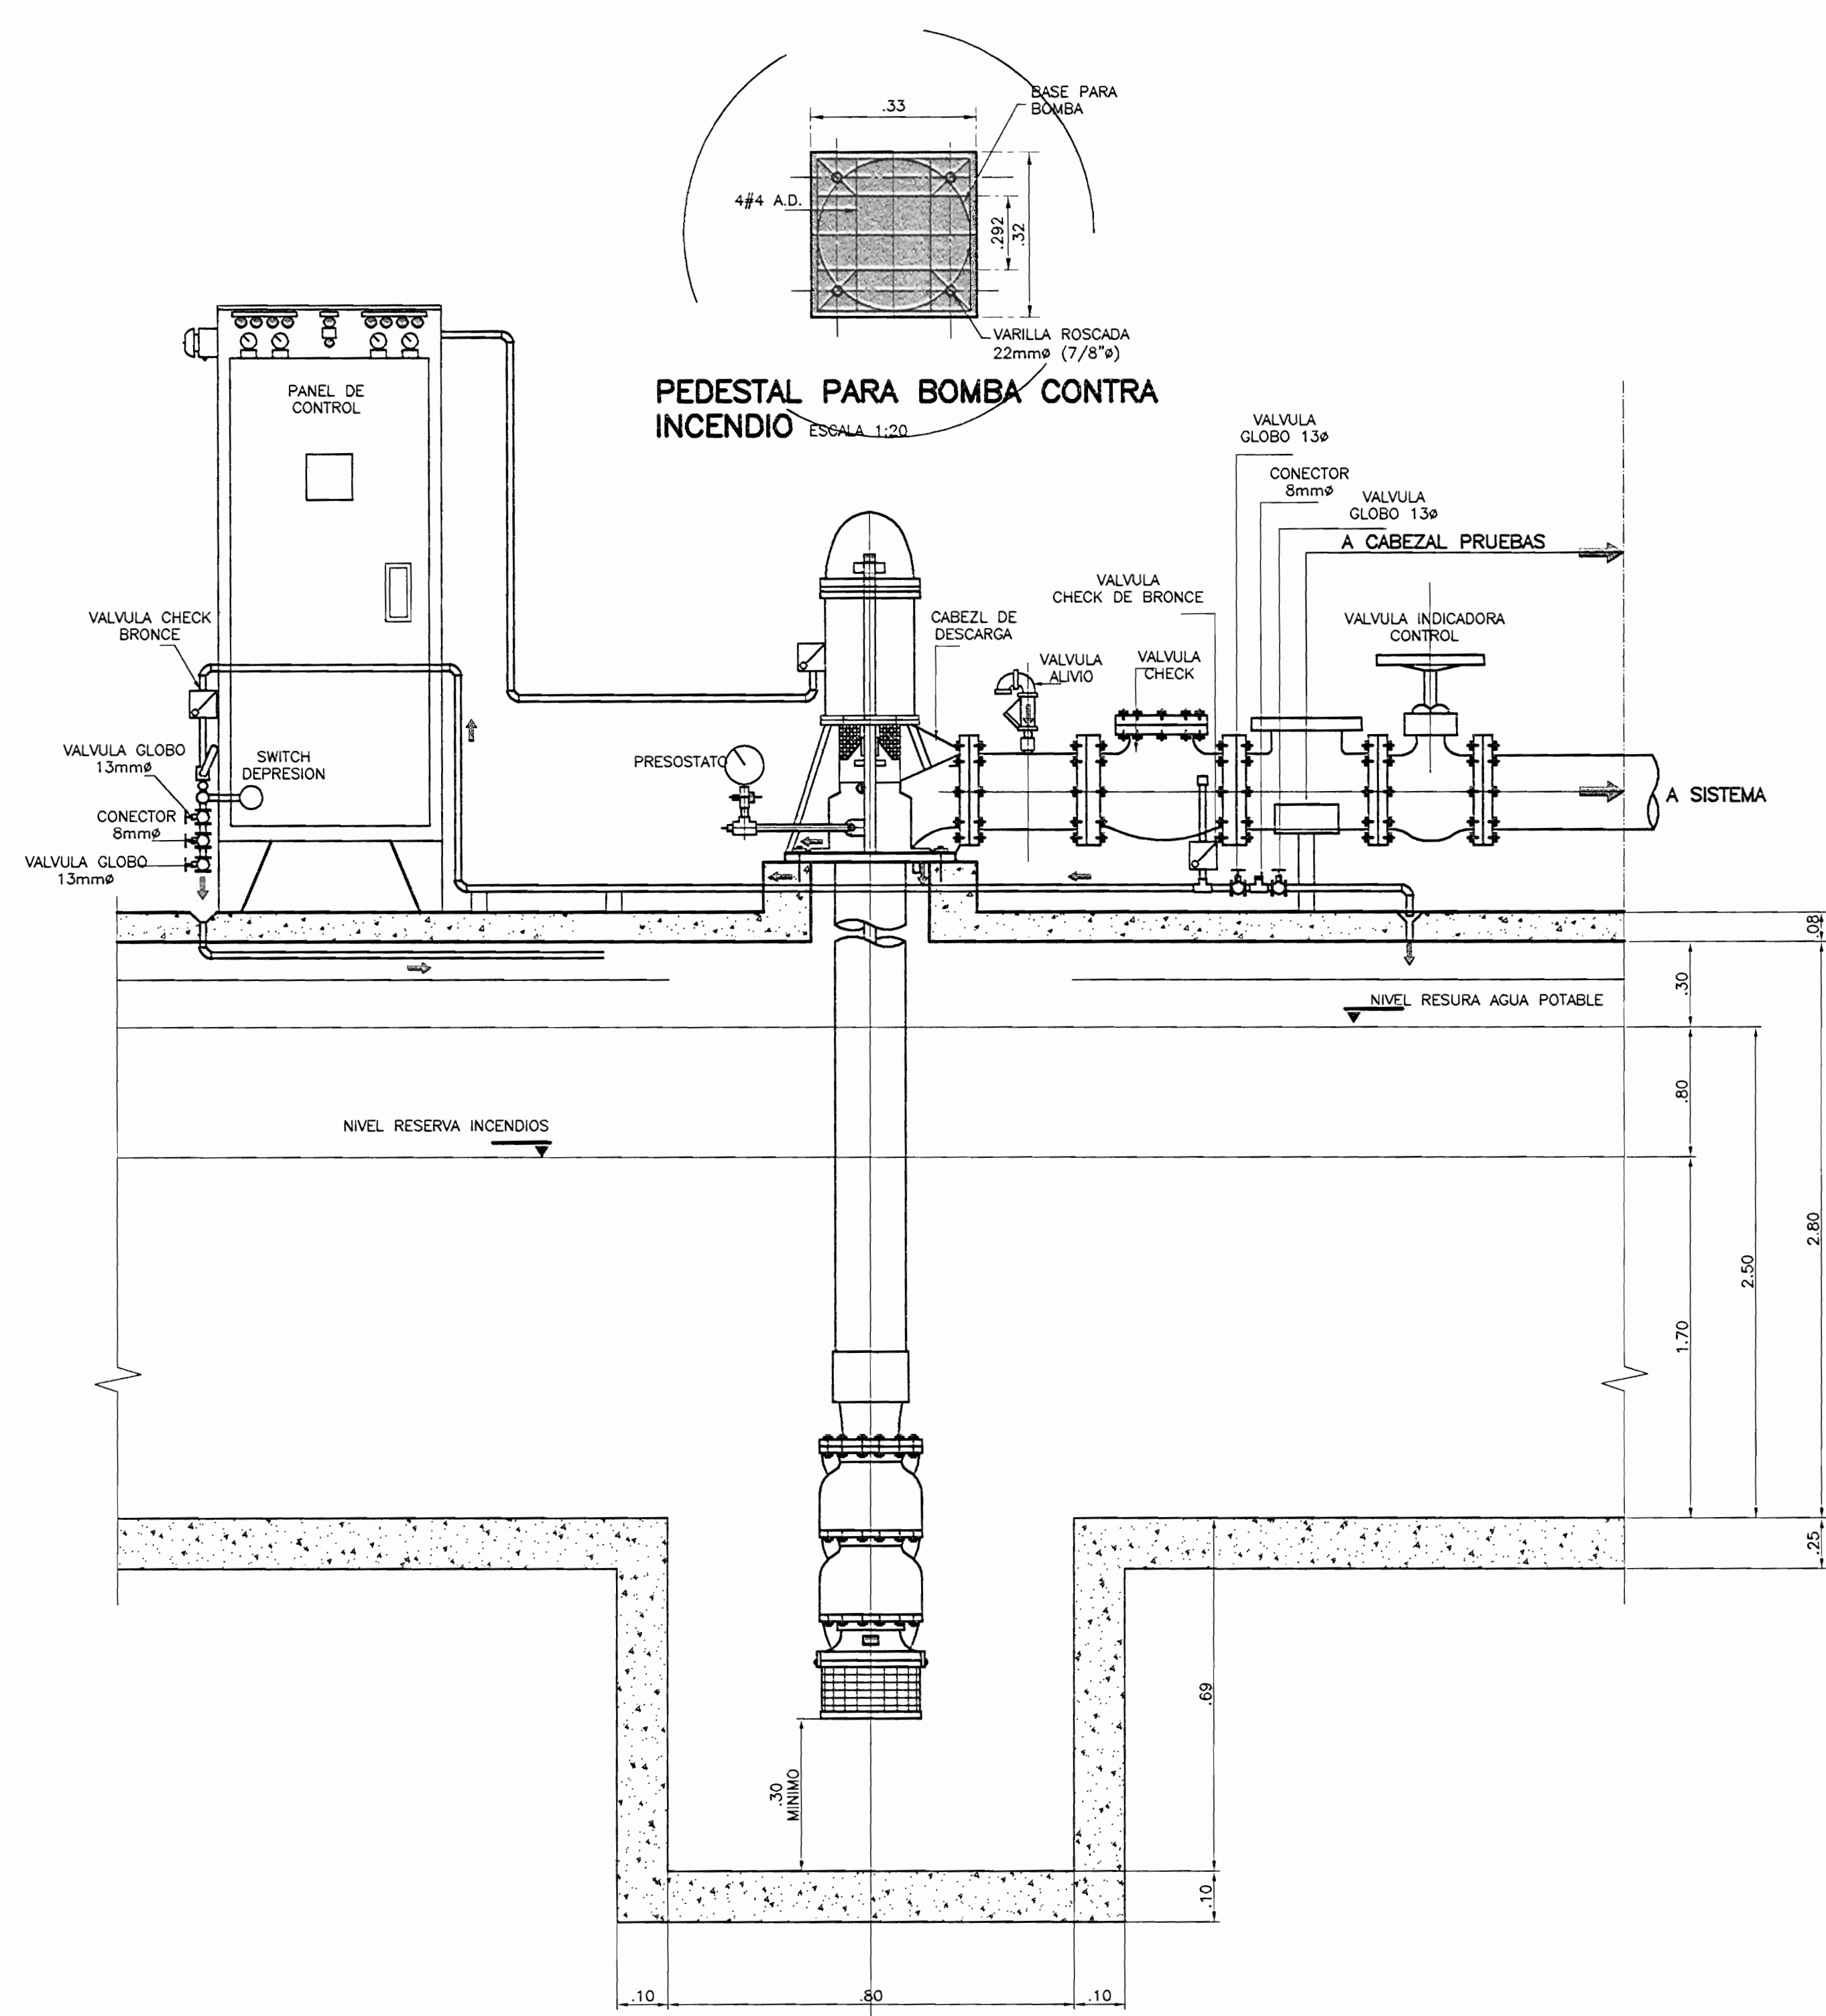 .33
BASE PARA
BOMBA
4#4 A.D.
.292
.32
VARILLA ROSCADA
22mmø (7/8"ø)
PEDESTAL PARA BOMBA CONTRA
INCENDIO ESCALA 1:20
PANEL DE
CONTROL
VALVULA
GLOBO 13ø
CONECTOR
8mmø
VALVULA
GLOBO 13ø
A CABEZAL PRUEBAS
VALVULA
CHECK DE BRONCE
VALVULA CHECK
BRONCE
CABEZL DE
DESCARGA
VALVULA INDICADORA
CONTROL
VALVULA
ALIVIO
VALVULA
CHECK
VALVULA GLOBO
13mmø
SWITCH
DEPRESION
PRESOSTATO
A SISTEMA
CONECTOR
8mmø
VALVULA GLOBO
13mmø
.08
.30
NIVEL RESURA AGUA POTABLE
.80
NIVEL RESERVA INCENDIOS
2.80
2.50
1.70
.25
.69
.30
MINIMO
.10
.10
.80
.10